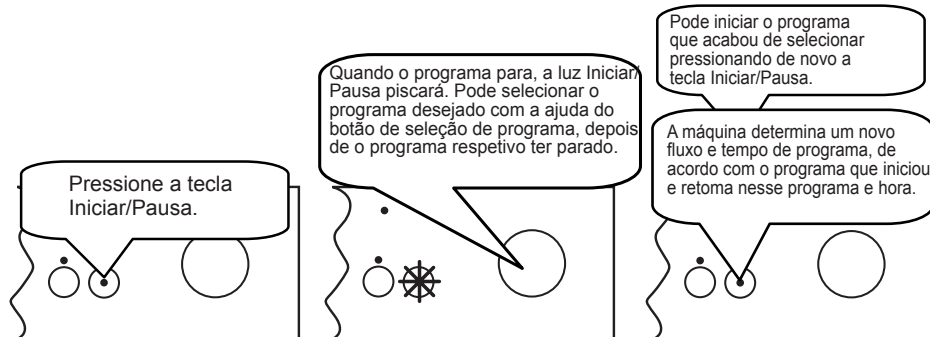 Pressione a tecla
Iniciar/Pausa.
Quando o programa para, a luz Iniciar/
Pausa piscará. Pode selecionar o
programa desejado com a ajuda do
botão de seleção de programa, depois
de o programa respetivo ter parado.
Pode iniciar o programa
que acabou de selecionar
pressionando de novo a
tecla Iniciar/Pausa.
A máquina determina um novo
fluxo e tempo de programa, de
acordo com o programa que iniciou
e retoma nesse programa e hora.